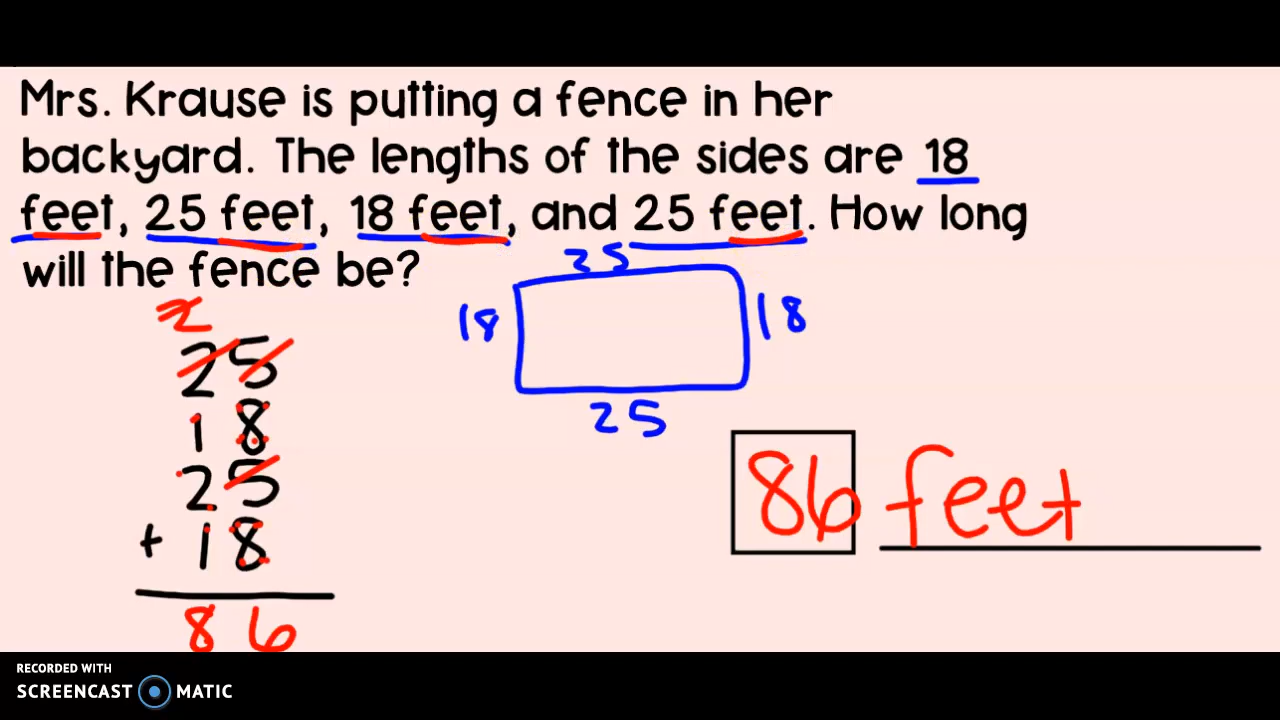 Mrs. Krause is putting a fence in her
backyard. The lengths of the sides are 18
feet, 25 feet, 18 feet, and 25 feet. How long
will the fence be?
25
18 18
25
2
25
18
25
+ 18
86
86 feet
RECORDED WITH
SCREENCAST MATIC